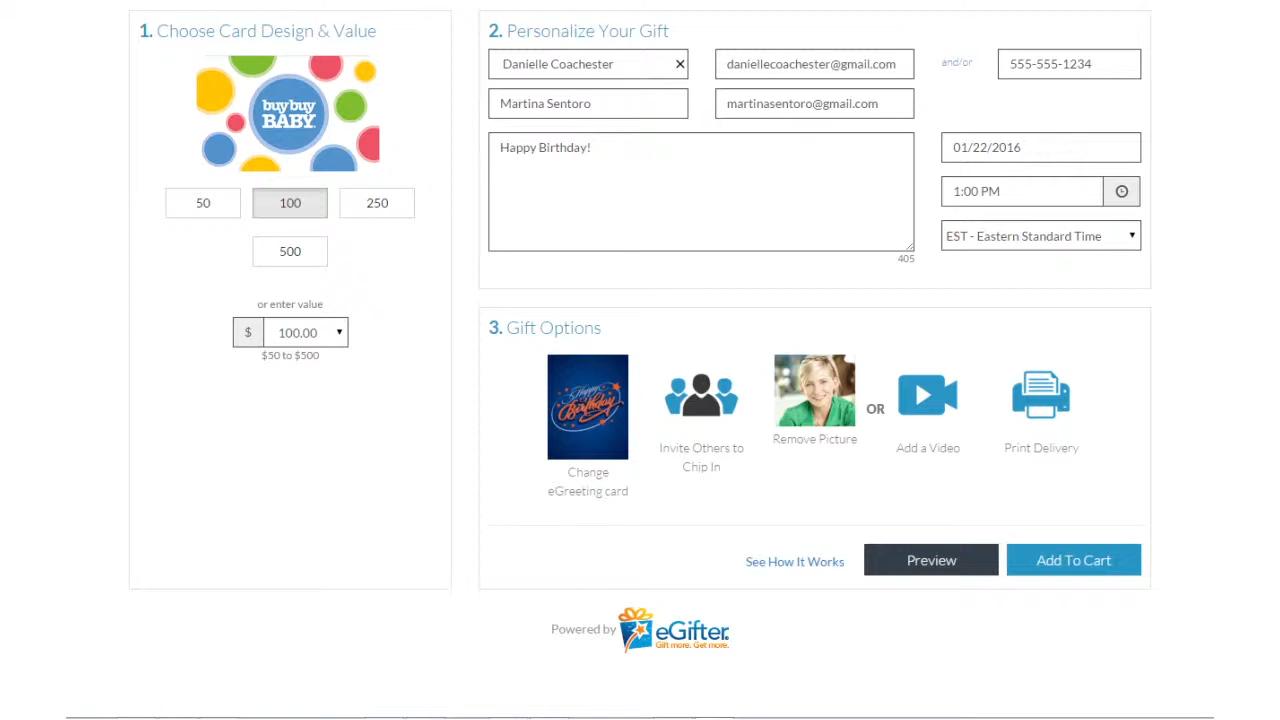 1. Choose Card Design & Value
buybuy
BABY
50
100
250
500
or enter value
$
100.00
$50 to $500
2. Personalize Your Gift
Danielle Coachester
daniellecoachester@gmail.com
and/or
555-555-1234
Martina Sentoro
martinasentoro@gmail.com
Happy Birthday!
01/22/2016
1:00 PM
EST - Eastern Standard Time
405
3. Gift Options
Happy
Birthday
Change
eGreeting card
Invite Others to
Chip In
Remove Picture
OR
Add a Video
Print Delivery
See How It Works
Preview
Add To Cart
Powered by
eGifter
Gift more. Get more.